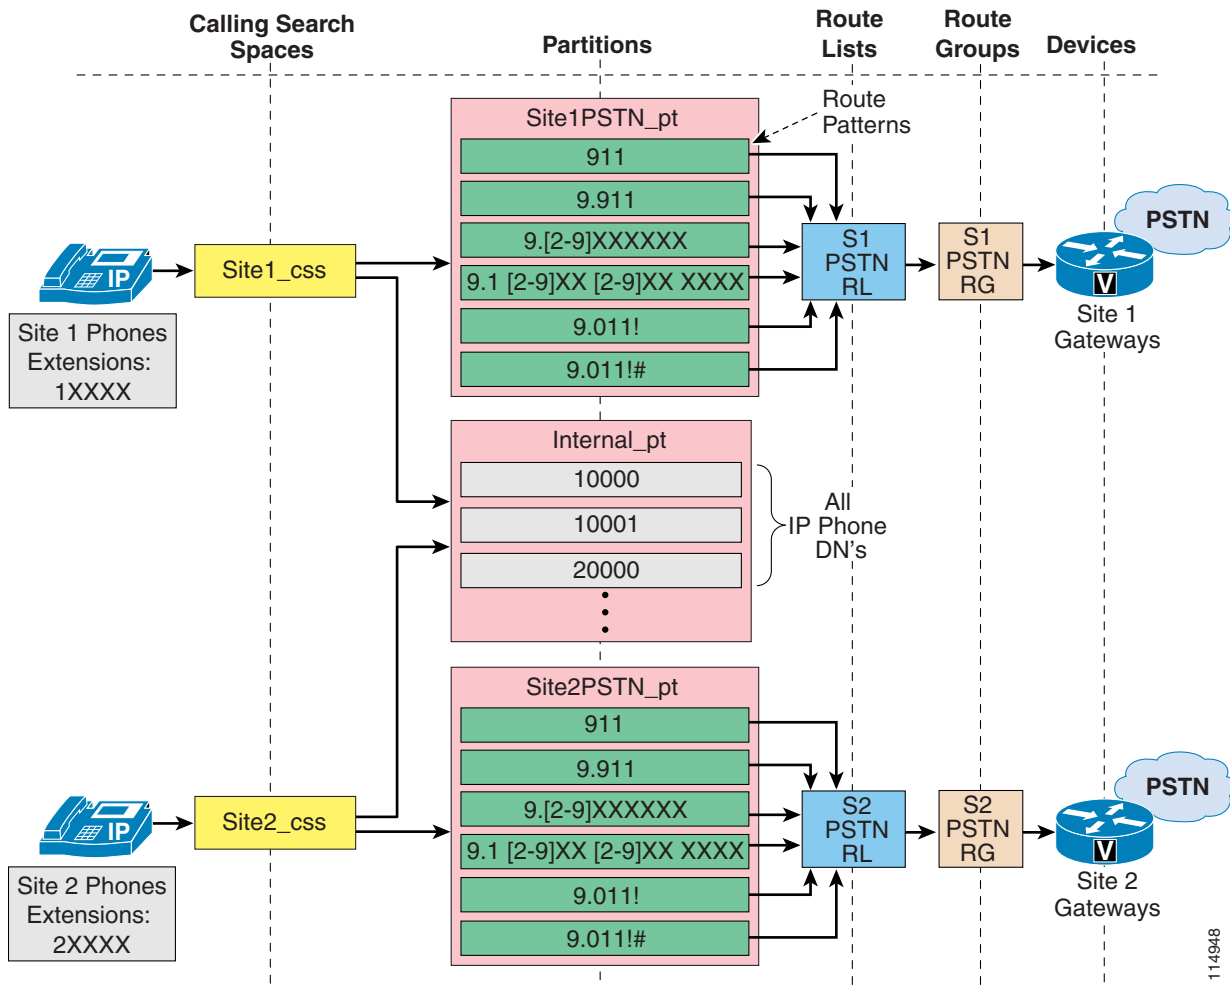 Calling Search
Spaces
Partitions
Route
Lists
Route
Groups
Devices
Site1PSTN_pt
Route
Patterns
911
9.911
9.[2-9]XXXXXX
9.1 [2-9]XX [2-9]XX XXXX
9.011!
9.011!#
IP
Site1_css
S1
PSTN
RL
S1
PSTN
RG
PSTN
V
Site 1
Gateways
Site 1 Phones
Extensions:
1XXXX
Internal_pt
10000
10001
20000
All
IP Phone
DN's
Site2PSTN_pt
911
9.911
9.[2-9]XXXXXX
9.1 [2-9]XX [2-9]XX XXXX
9.011!
9.011!#
IP
Site2_css
S2
PSTN
RL
S2
PSTN
RG
PSTN
V
Site 2
Gateways
Site 2 Phones
Extensions:
2XXXX
114948